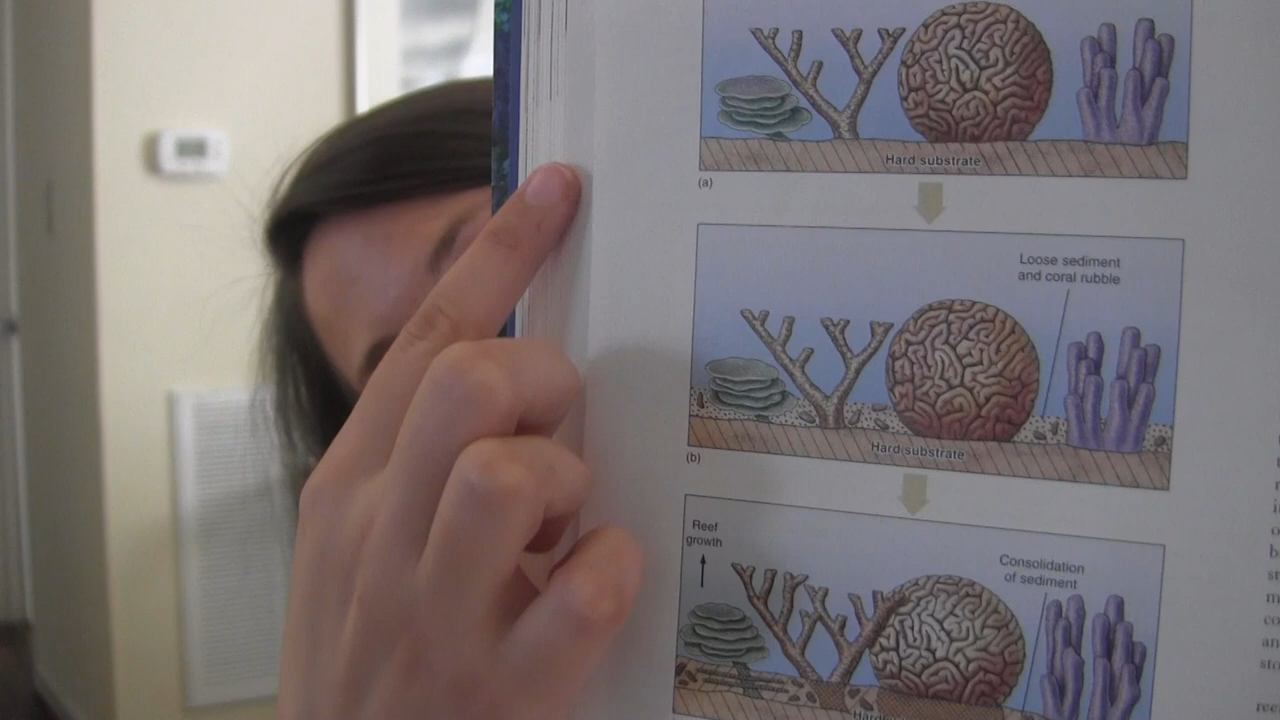 Hard substrate
(a)
Loose sediment
and coral rubble
Hard substrate
(b)
Reef
growth
Consolidation
of sediment